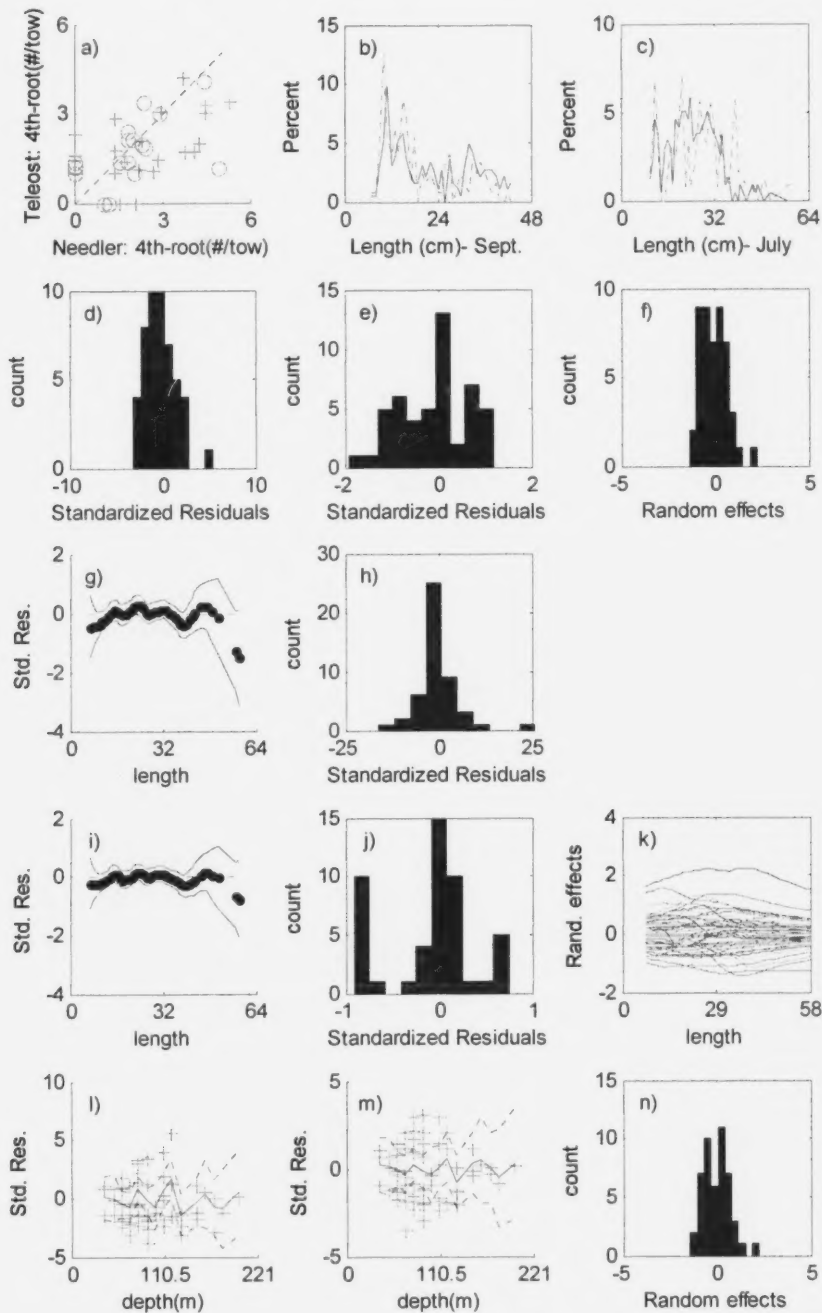 a)
6
3
0
0 3 6
Teleost: 4th-root(#/tow)
Needler: 4th-root(#/tow)
b)
15
10
5
0
0 24 48
Percent
Length (cm)- Sept.
c)
10
5
0
0 32 64
Percent
Length (cm)- July
d)
10
5
0
-10 0 10
count
Standardized Residuals
e)
15
10
5
0
-2 0 2
count
Standardized Residuals
f)
10
5
0
-5 0 5
count
Random effects
g)
2
0
-2
-4
0 32 64
Std. Res.
length
h)
30
20
10
0
-25 0 25
count
Standardized Residuals
i)
2
0
-2
-4
0 32 64
Std. Res.
length
j)
15
10
5
0
-1 0 1
count
Standardized Residuals
k)
4
2
0
-2
0 29 58
Rand. effects
length
l)
10
5
0
-5
0 110.5 221
Std. Res.
depth(m)
m)
5
0
-5
0 110.5 221
Std. Res.
depth(m)
n)
15
10
5
0
-5 0 5
count
Random effects